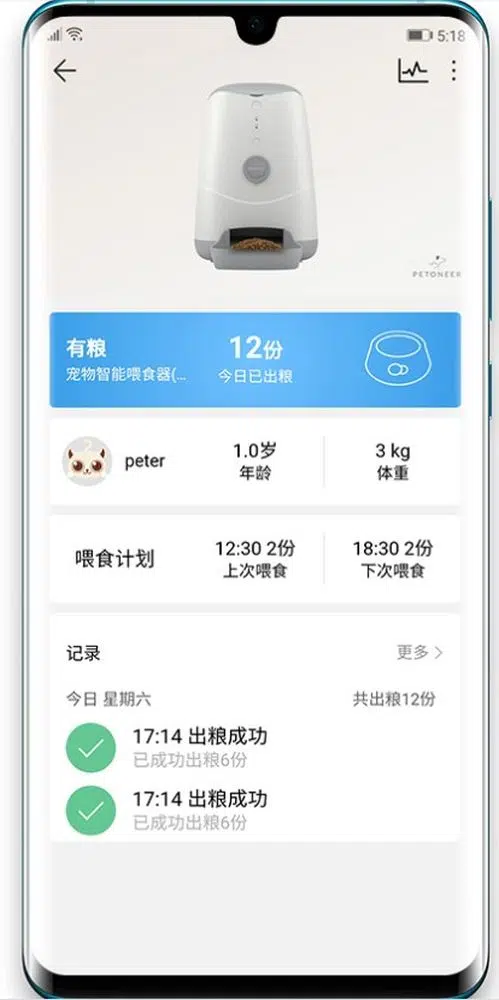 5:18
PETONEER
有粮
12份
宠物智能喂食器(...
今日已出粮
peter
1.0岁
年龄
3 kg
体重
喂食计划
12:30 2份
上次喂食
18:30 2份
下次喂食
记录
更多
今日 星期六
共出粮12份
17:14 出粮成功
已成功出粮6份
17:14 出粮成功
已成功出粮6份